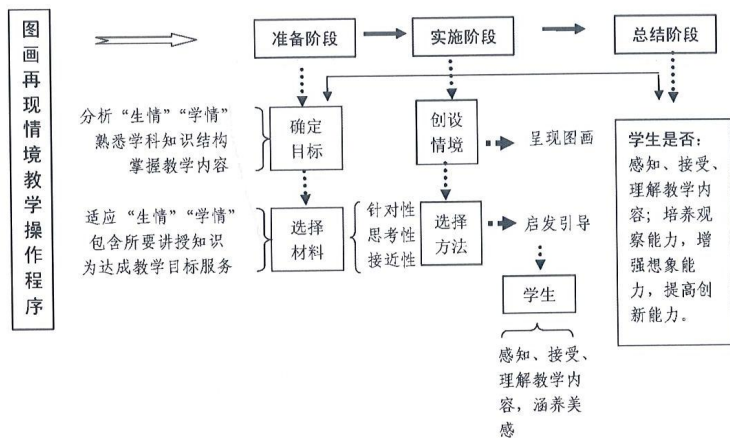 图画再现情境教学操作程序
准备阶段
实施阶段
总结阶段
分析“生情”“学情”
熟悉学科知识结构
掌握教学内容
确定
目标
创设
情境
呈现图画
适应“生情”“学情”
包含所要讲授知识
为达成教学目标服务
选择
材料
针对性
思考性
接近性
选择
方法
启发引导
学生
感知、接受、
理解教学内
容，涵养美
感
学生是否：
感知、接受、
理解教学内
容；培养观
察能力，增
强想象能
力，提高创
新能力。